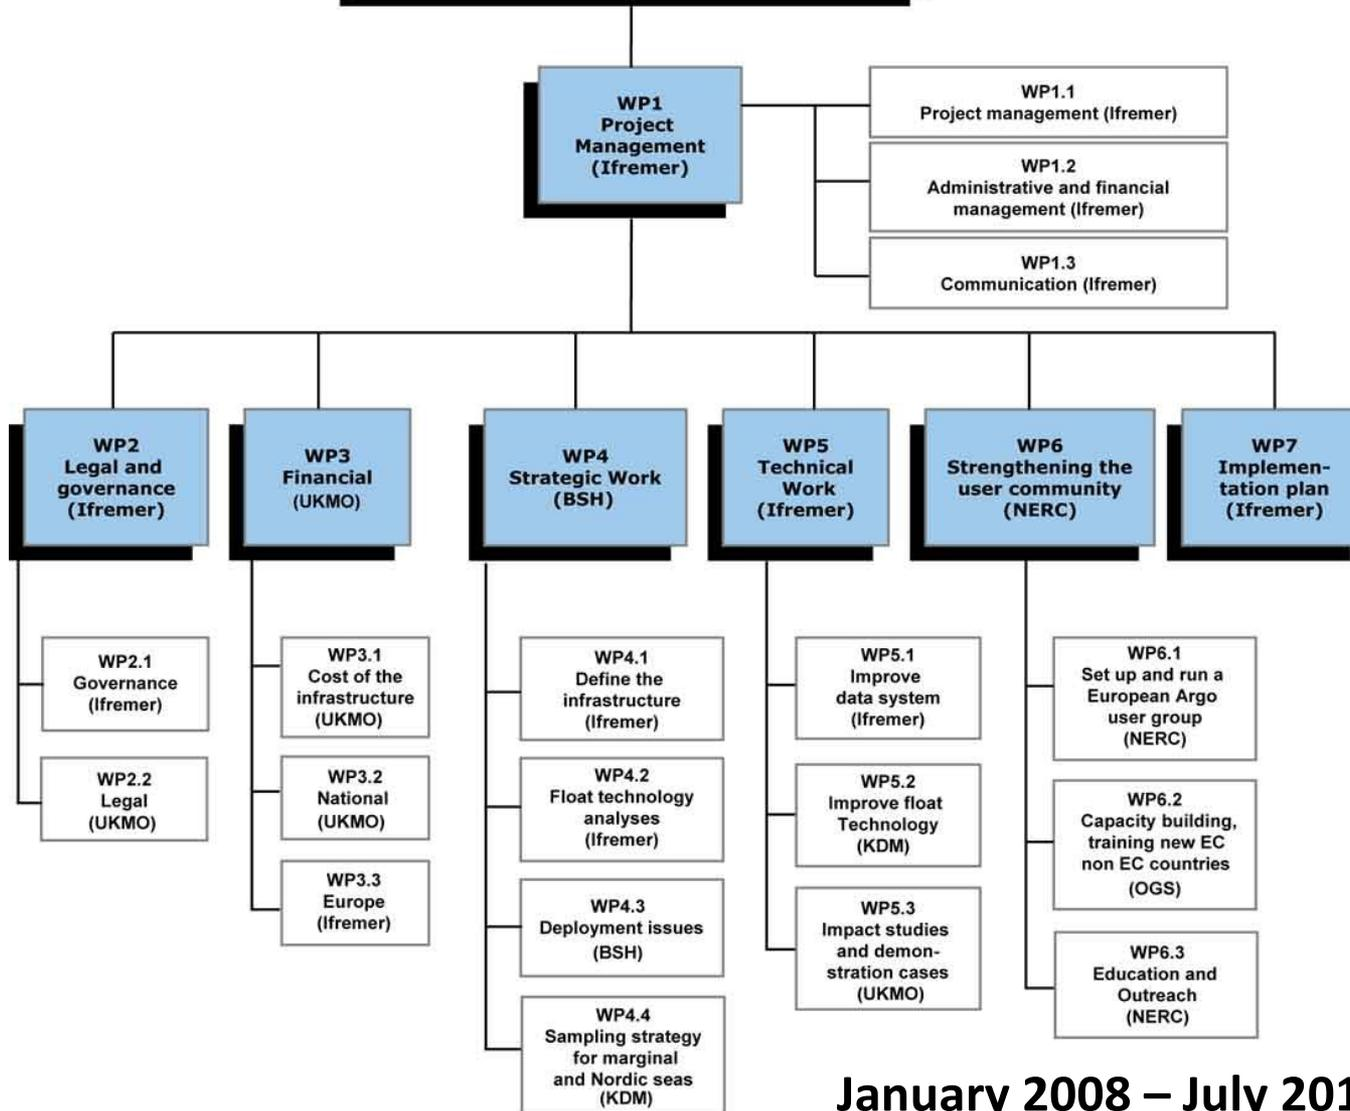 WP1
Project
Management
(Ifremer)
WP1.1
Project management (Ifremer)
WP1.2
Administrative and financial
management (Ifremer)
WP1.3
Communication (Ifremer)
WP2
Legal and
governance
(Ifremer)
WP3
Financial
(UKMO)
WP4
Strategic Work
(BSH)
WP5
Technical
Work
(Ifremer)
WP6
Strengthening the
user community
(NERC)
WP7
Implemen-
tation plan
(Ifremer)
WP2.1
Governance
(Ifremer)
WP2.2
Legal
(UKMO)
WP3.1
Cost of the
infrastructure
(UKMO)
WP3.2
National
(UKMO)
WP3.3
Europe
(Ifremer)
WP4.1
Define the
infrastructure
(Ifremer)
WP4.2
Float technology
analyses
(Ifremer)
WP4.3
Deployment issues
(BSH)
WP4.4
Sampling strategy
for marginal
and Nordic seas
(KDM)
WP5.1
Improve
data system
(Ifremer)
WP5.2
Improve float
Technology
(KDM)
WP5.3
Impact studies
and demon-
stration cases
(UKMO)
WP6.1
Set up and run a
European Argo
user group
(NERC)
WP6.2
Capacity building,
training new EC
non EC countries
(OGS)
WP6.3
Education and
Outreach
(NERC)
January 2008 – July